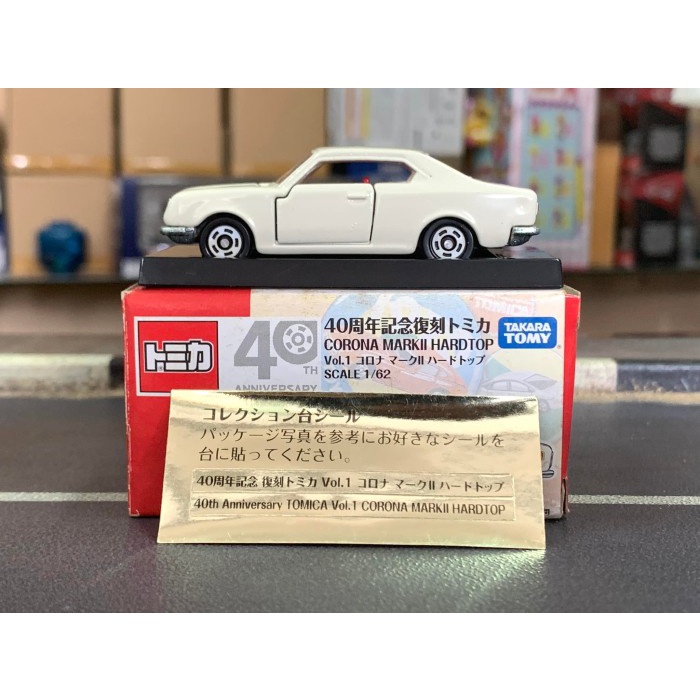 トミカ
40TH
ANNIVERSARY
40周年記念復刻トミカ
CORONA MARKII HARDTOP
Vol.1 コロナ マークII ハードトップ
SCALE 1/62
TAKARA
TOMY
コレクション台シール
パッケージ写真を参考にお好きなシールを
台に貼ってください。
40周年記念 復刻トミカ Vol.1 コロナ マークII ハードトップ
40th Anniversary TOMICA Vol.1 CORONA MARKII HARDTOP